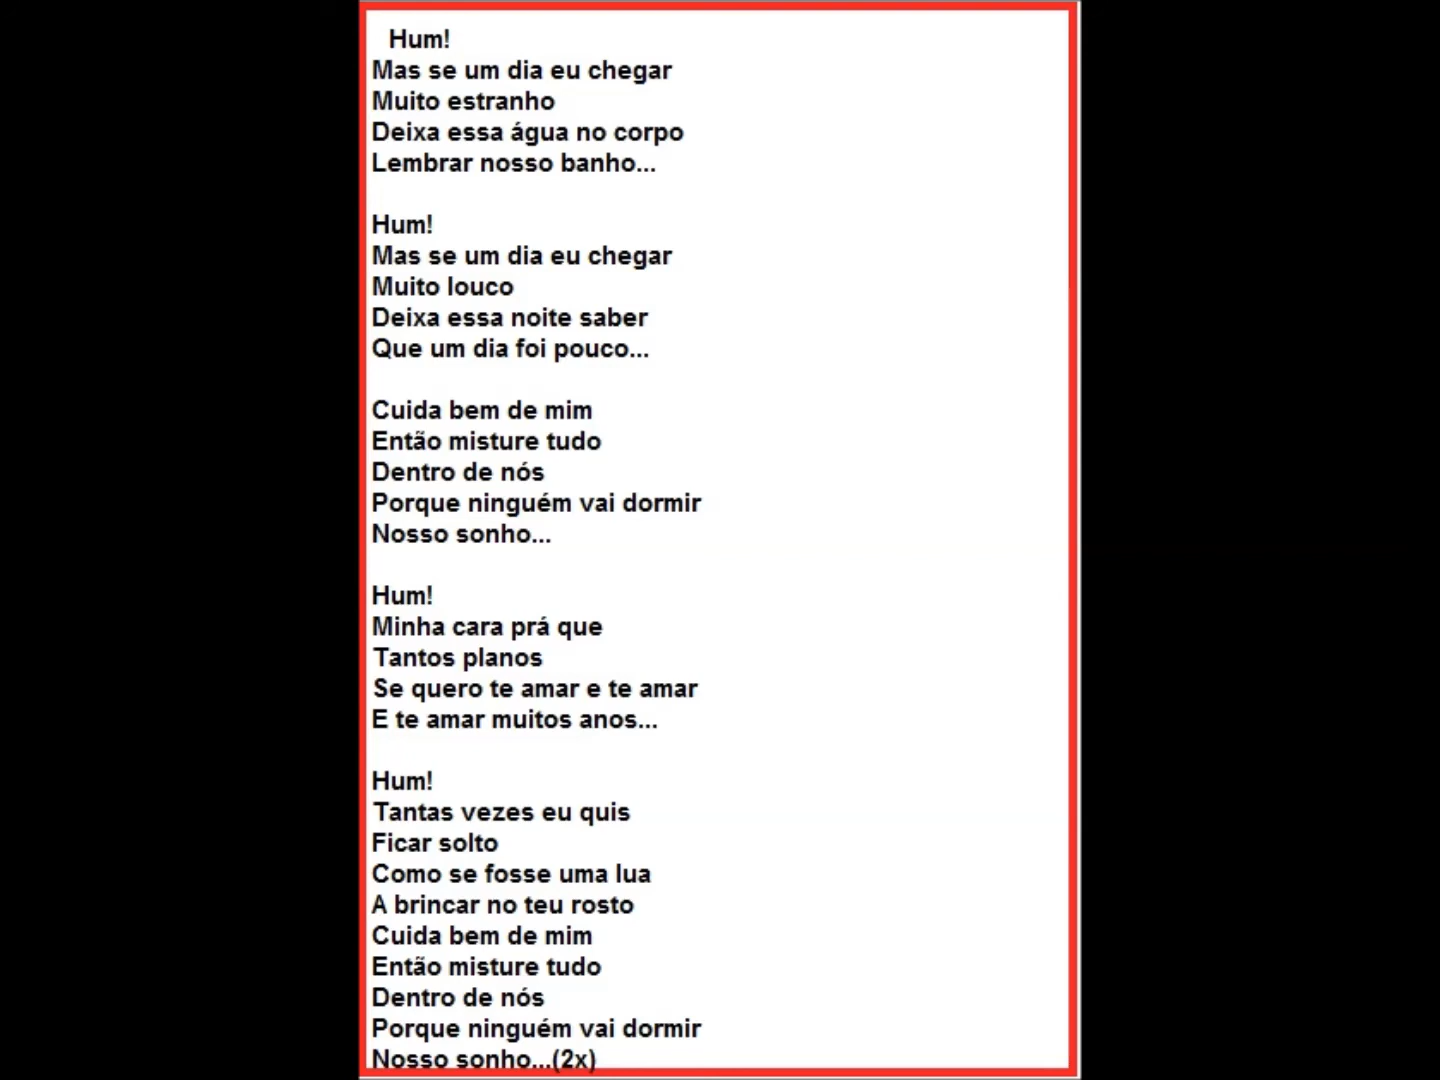 Hum!
Mas se um dia eu chegar
Muito estranho
Deixa essa água no corpo
Lembrar nosso banho...
Hum!
Mas se um dia eu chegar
Muito louco
Deixa essa noite saber
Que um dia foi pouco...
Cuida bem de mim
Então misture tudo
Dentro de nós
Porque ninguém vai dormir
Nosso sonho...
Hum!
Minha cara prá que
Tantos planos
Se quero te amar e te amar
E te amar muitos anos...
Hum!
Tantas vezes eu quis
Ficar solto
Como se fosse uma lua
A brincar no teu rosto
Cuida bem de mim
Então misture tudo
Dentro de nós
Porque ninguém vai dormir
Nosso sonho...(2x)